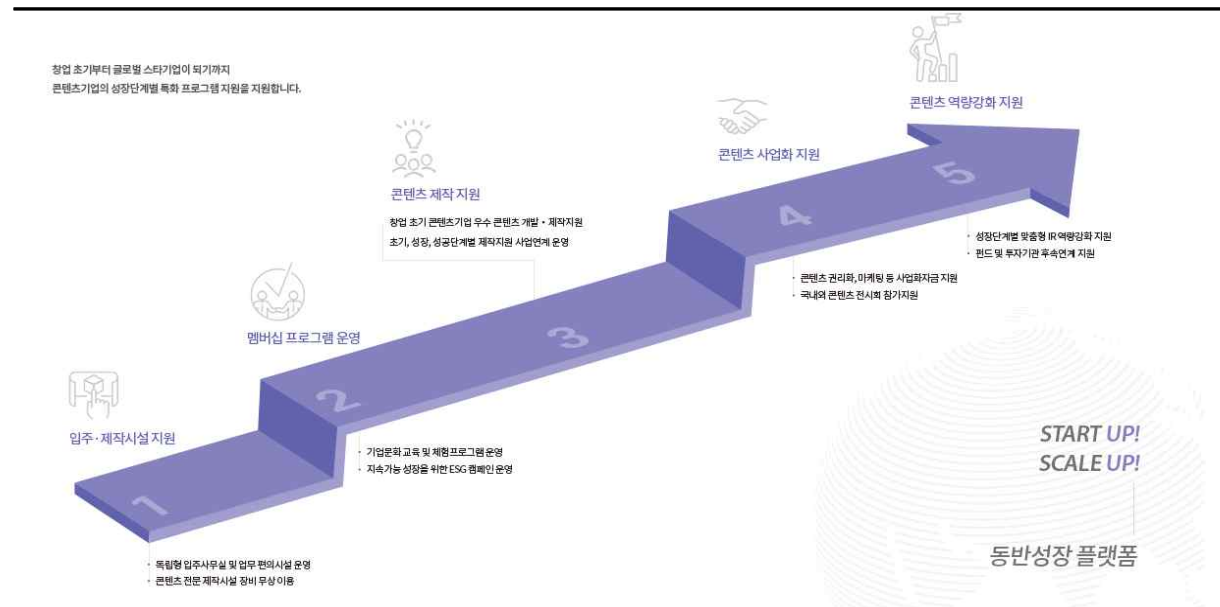 창업 초기부터 글로벌 스타기업이 되기까지
콘텐츠기업의 성장단계별 특화 프로그램 지원을 지원합니다.
1
입주·제작시설 지원
· 독립형 입주사무실 및 업무 편의시설 운영
· 콘텐츠 전문 제작시설 장비 무상 이용
2
멤버십 프로그램 운영
· 기업문화 교육 및 체험프로그램 운영
· 지속가능 성장을 위한 ESG 캠페인 운영
3
콘텐츠 제작 지원
창업 초기 콘텐츠기업 우수 콘텐츠 개발 • 제작지원
초기, 성장, 성공단계별 제작지원 사업연계 운영
4
콘텐츠 사업화 지원
· 콘텐츠 권리화, 마케팅 등 사업화자금 지원
· 국내외 콘텐츠 전시회 참가지원
5
콘텐츠 역량강화 지원
· 성장단계별 맞춤형 IR 역량강화 지원
· 펀드 및 투자기관 후속연계 지원
START UP!
SCALE UP!
동반성장 플랫폼